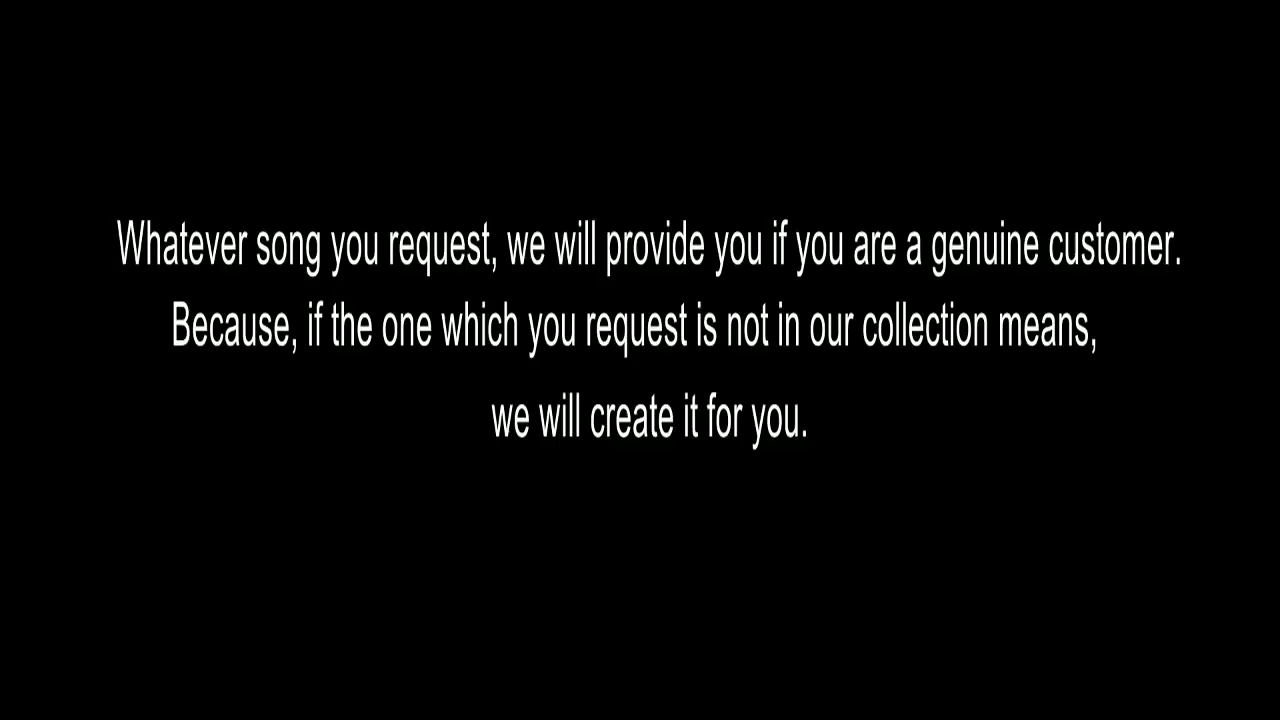 Whatever song you request, we will provide you if you are a genuine customer.
Because, if the one which you request is not in our collection means,
we will create it for you.